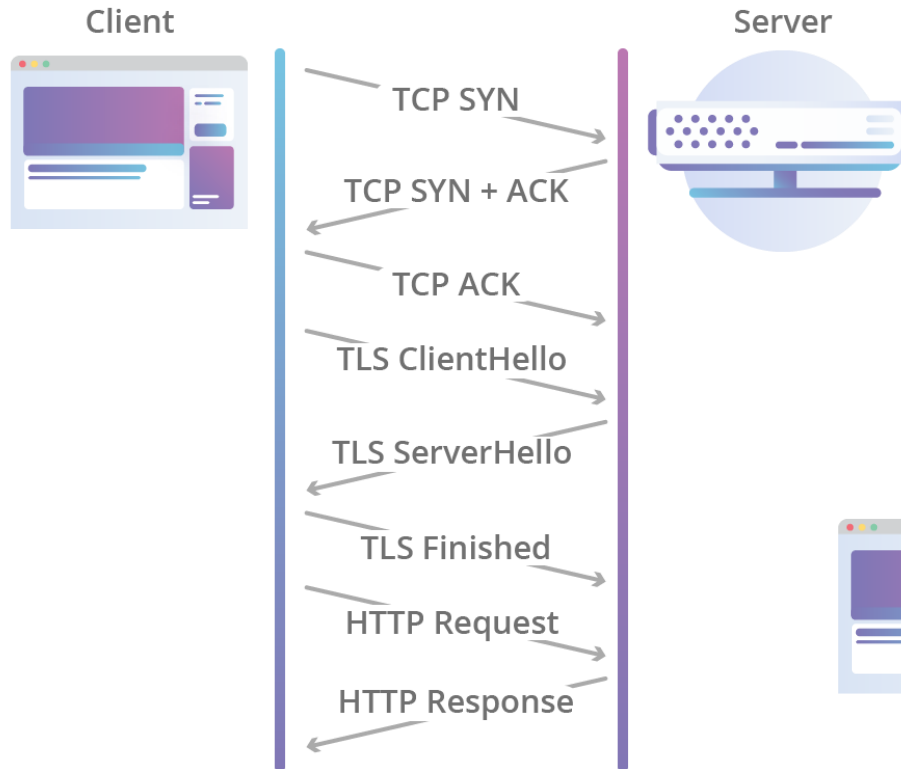 Client
Server
TCP SYN
TCP SYN + ACK
TCP ACK
TLS ClientHello
TLS ServerHello
TLS Finished
HTTP Request
HTTP Response